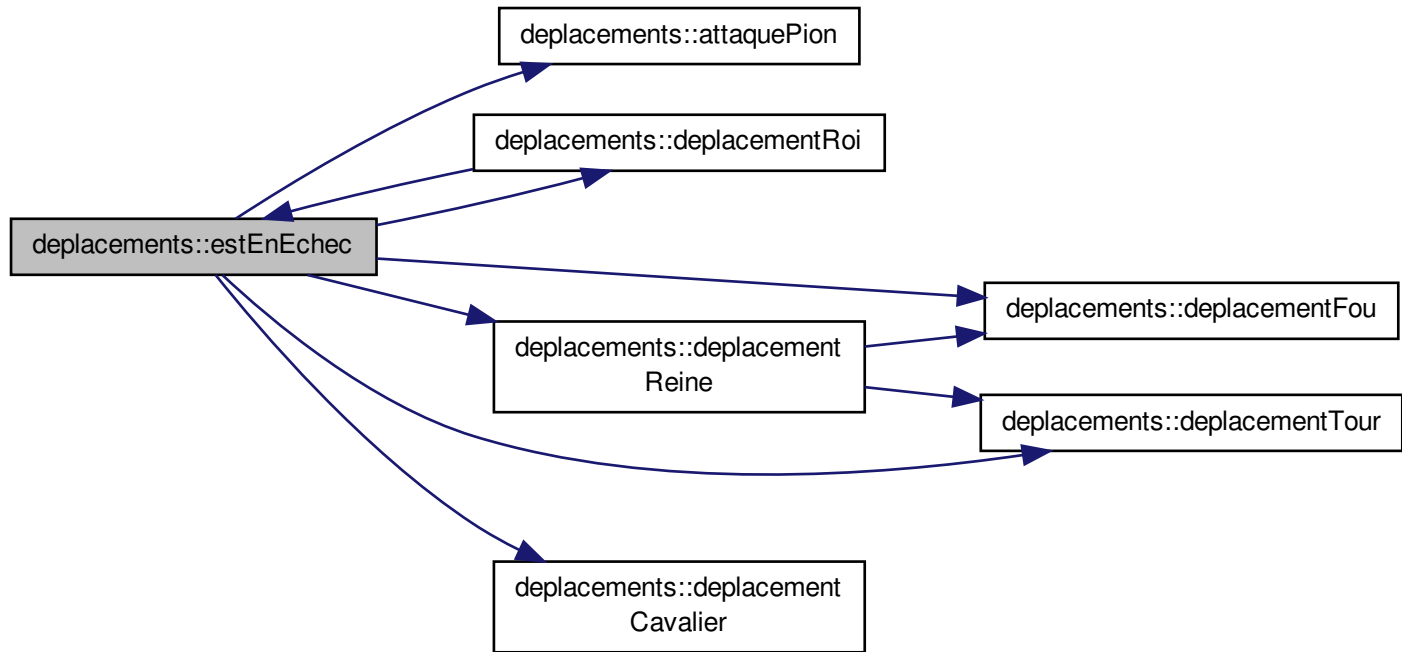 deplacements::attaquePion
deplacements::deplacementRoi
deplacements::estEnEchec
deplacements::deplacementFou
deplacements::deplacement
Reine
deplacements::deplacementTour
deplacements::deplacement
Cavalier